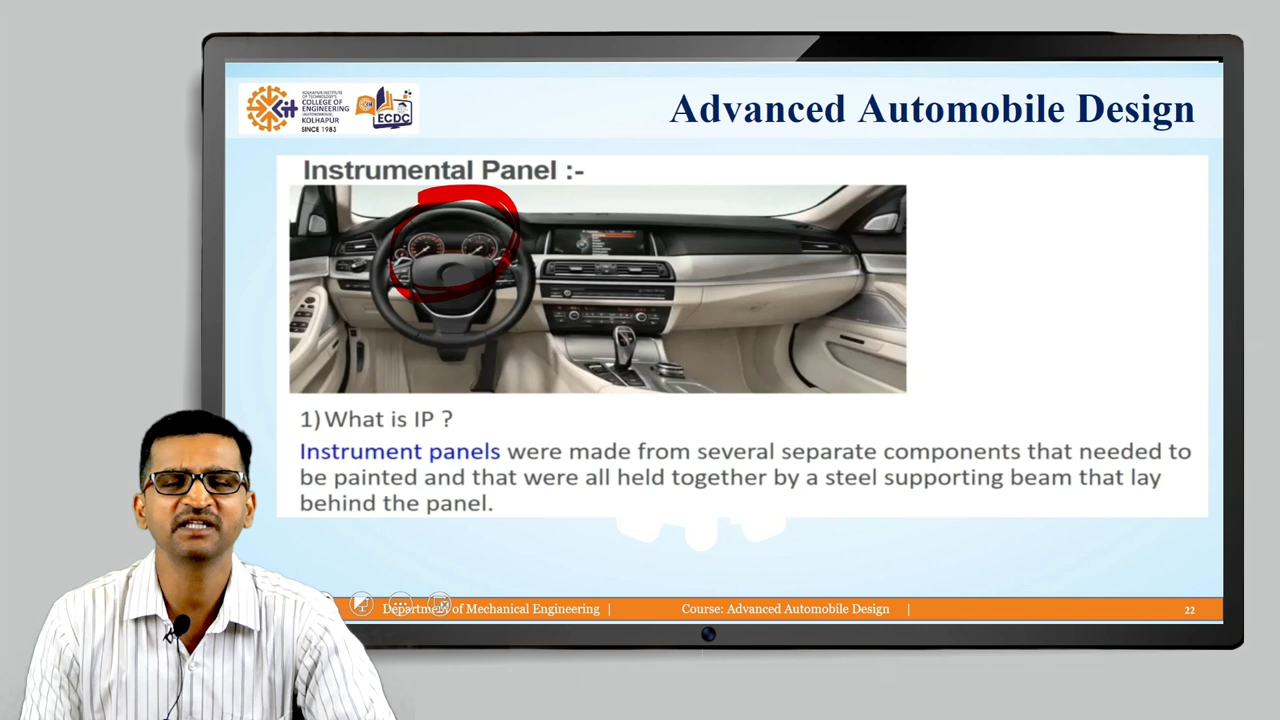 KOLHAPUR INSTITUTE
OF TECHNOLOGY'S
COLLEGE OF
ENGINEERING
(AUTONOMOUS),
KOLHAPUR
SINCE 1983
ECDC
Advanced Automobile Design
Instrumental Panel :-
1) What is IP ?
Instrument panels were made from several separate components that needed to
be painted and that were all held together by a steel supporting beam that lay
behind the panel.
Department of Mechanical Engineering |
Course: Advanced Automobile Design |
22